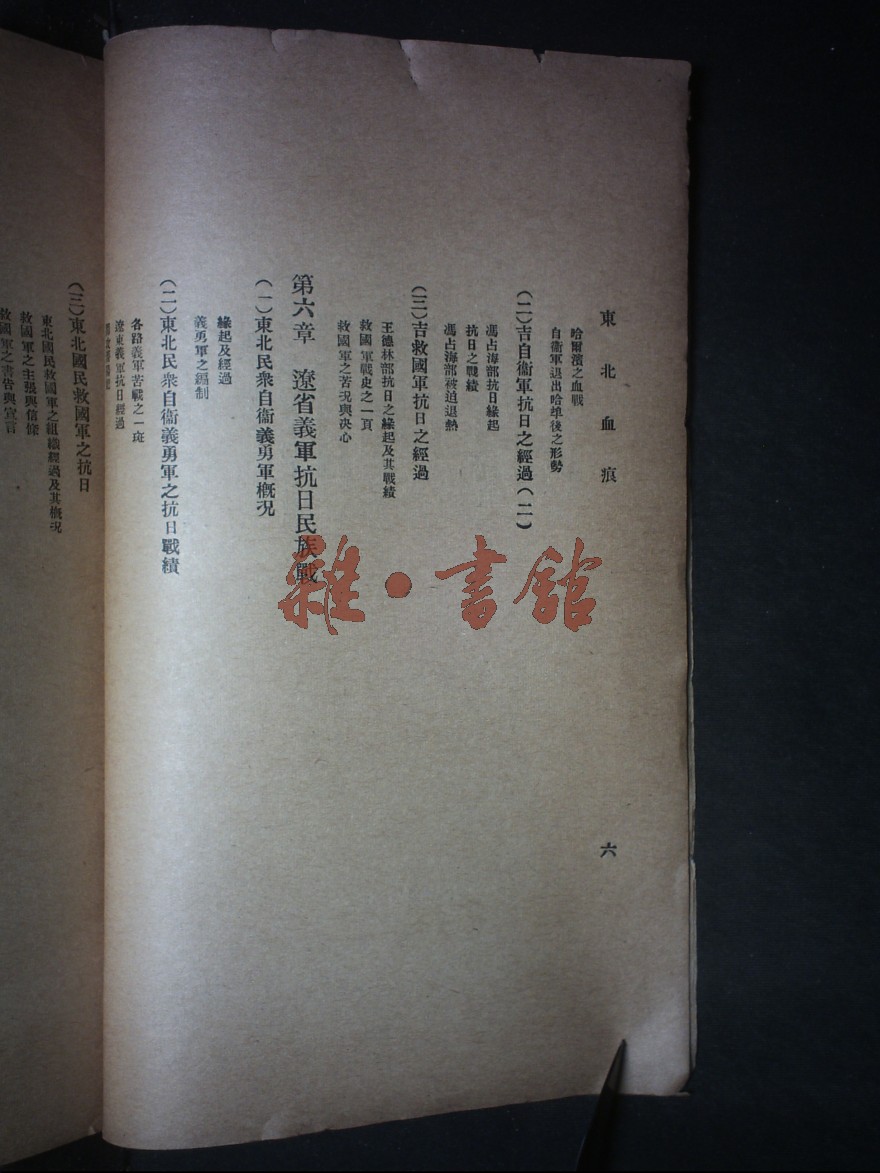 東北血痕
六
哈爾濱之血戰
自衞軍退出哈埠後之形勢
(二)吉自衞軍抗日之經過(二)
馮占海部抗日緣起
抗日之戰績
馮占海部被迫退熱
(三)吉救國軍抗日之經過
王德林部抗日之緣起及其戰績
救國軍戰史之一頁
救國軍之苦況與決心
第六章 遼省義軍抗日民族戰
(一)東北民衆自衞義勇軍概況
緣起及經過
義勇軍之編制
(二)東北民衆自衞義勇軍之抗日戰績
各路義軍苦戰之一斑
遼東義軍抗日經過
(三)東北國民救國軍之抗日
東北國民救國軍之組織經過及其概况
救國軍之主張與信條
救國軍之書告與宣言
雜·書館